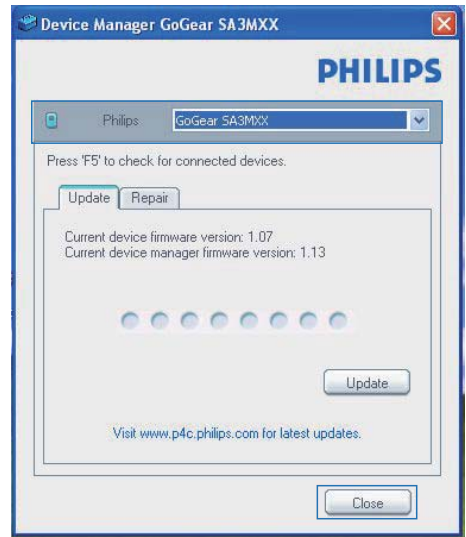 Device Manager GoGear SA3MXX
PHILIPS
Philips GoGear SA3MXX
Press 'F5' to check for connected devices.
Update Repair
Current device firmware version: 1.07
Current device manager firmware version: 1.13
Update
Visit www.p4c.philips.com for latest updates.
Close